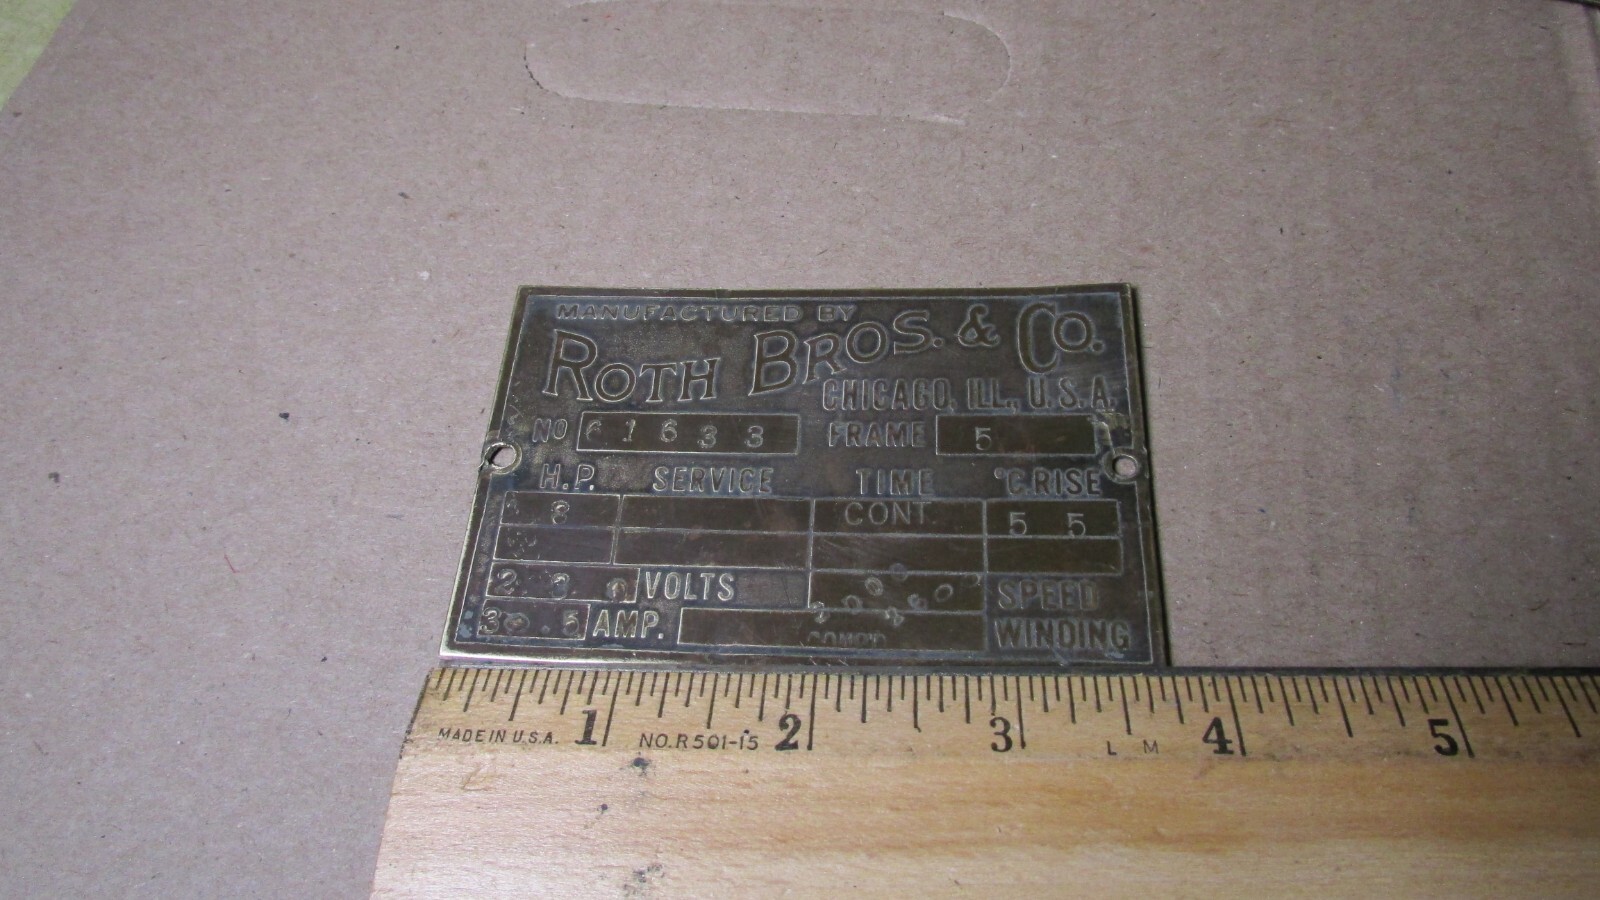 MANUFACTURED BY
ROTH BROS. & CO.
CHICAGO, ILL., U.S.A.
NO 61633 FRAME 5
H.P. SERVICE TIME °C.RISE
8 CONT. 55
VOLTS SPEED
AMP. COMP'D WINDING
1 2 3 4 5
MADE IN U.S.A. NO. R501-15 L M